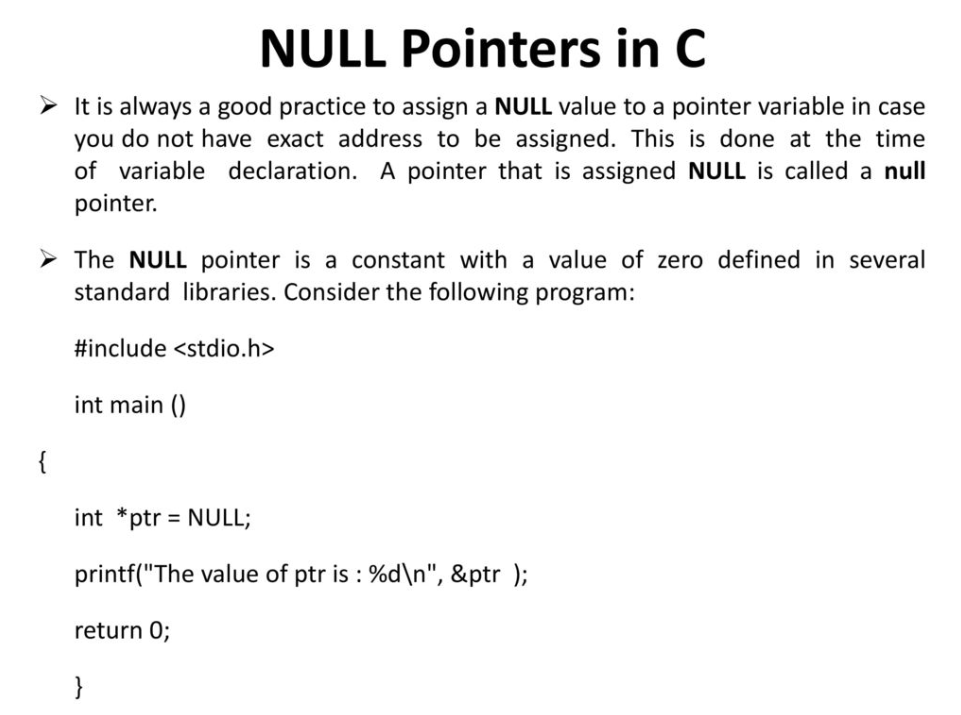 NULL Pointers in C
➢ It is always a good practice to assign a NULL value to a pointer variable in case
you do not have exact address to be assigned. This is done at the time
of variable declaration. A pointer that is assigned NULL is called a null
pointer.
➢ The NULL pointer is a constant with a value of zero defined in several
standard libraries. Consider the following program:
#include <stdio.h>
int main ()
{
int *ptr = NULL;
printf("The value of ptr is : %d\n", &ptr );
return 0;
}